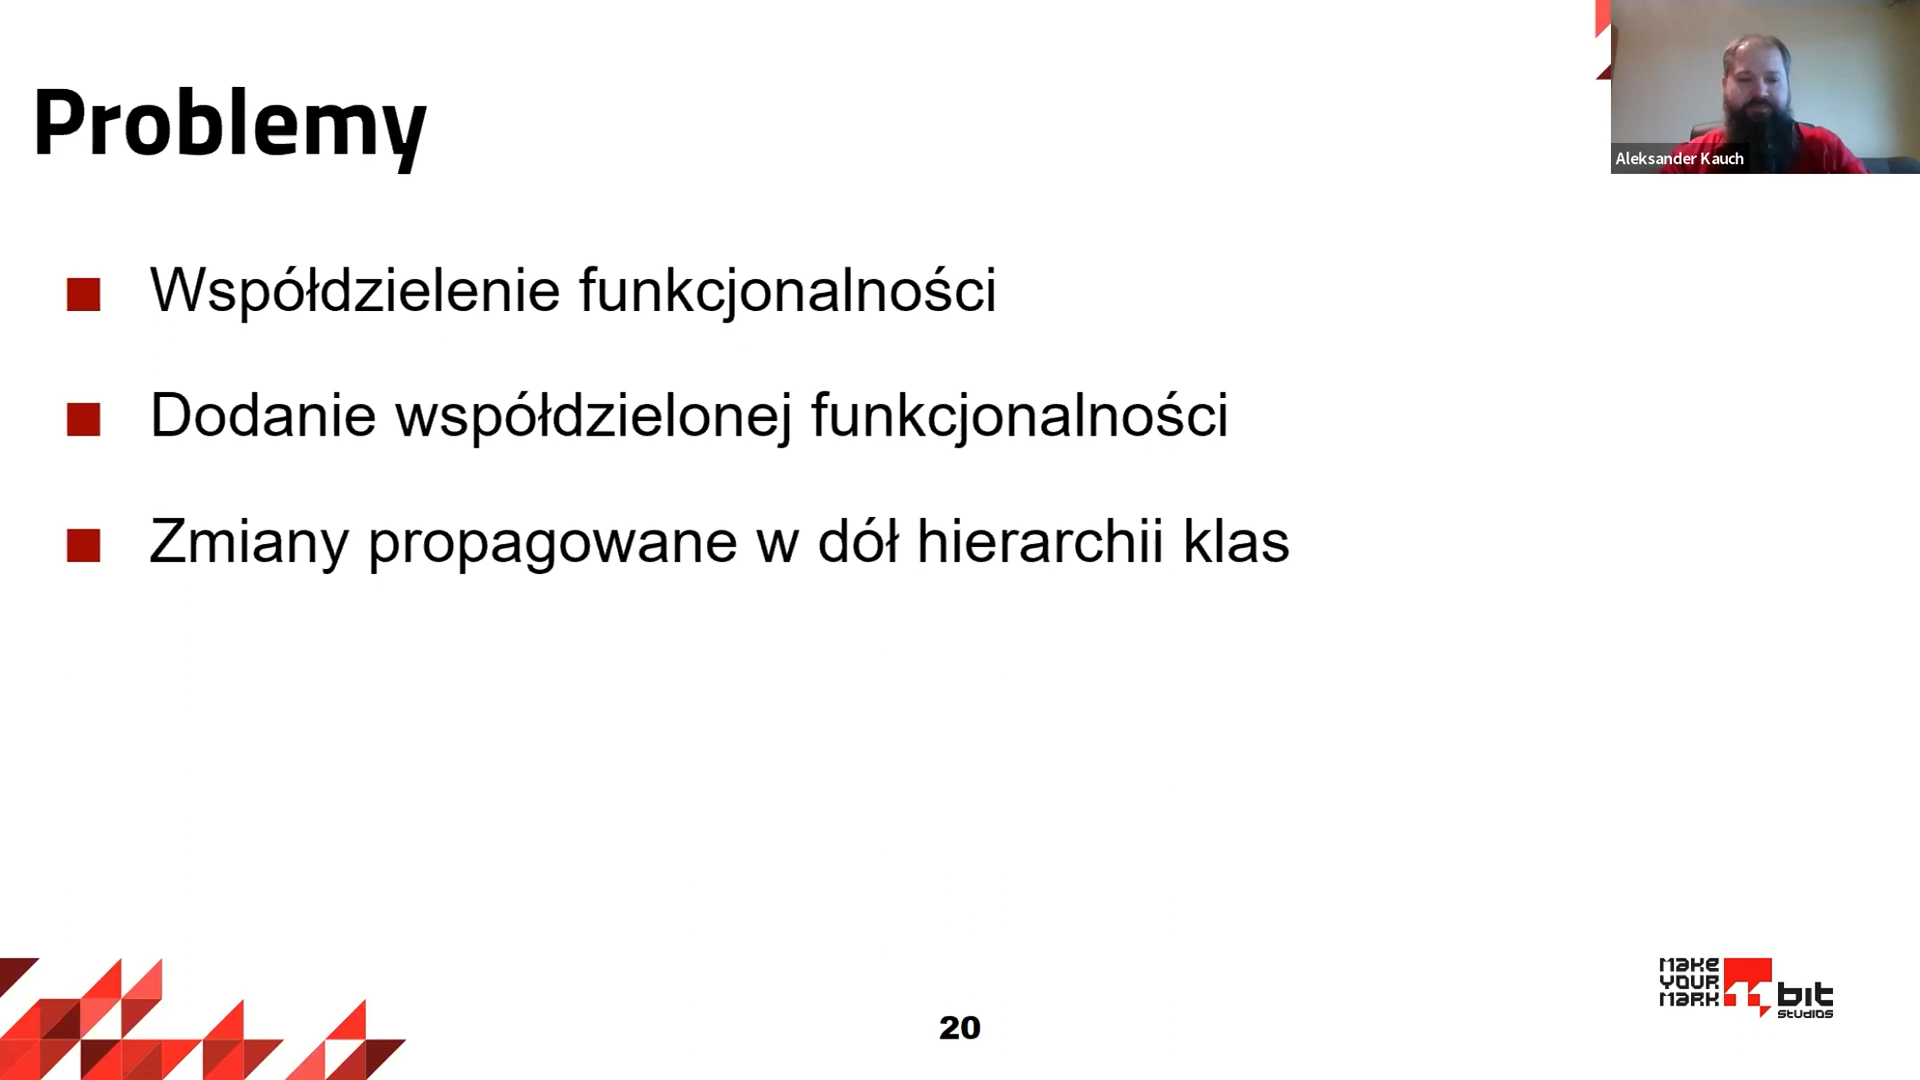 Problemy
Aleksander Kauch
Współdzielenie funkcjonalności
Dodanie współdzielonej funkcjonalności
Zmiany propagowane w dół hierarchii klas
20
MAKE
YOUR
MARK
11 bit
STUDIOS